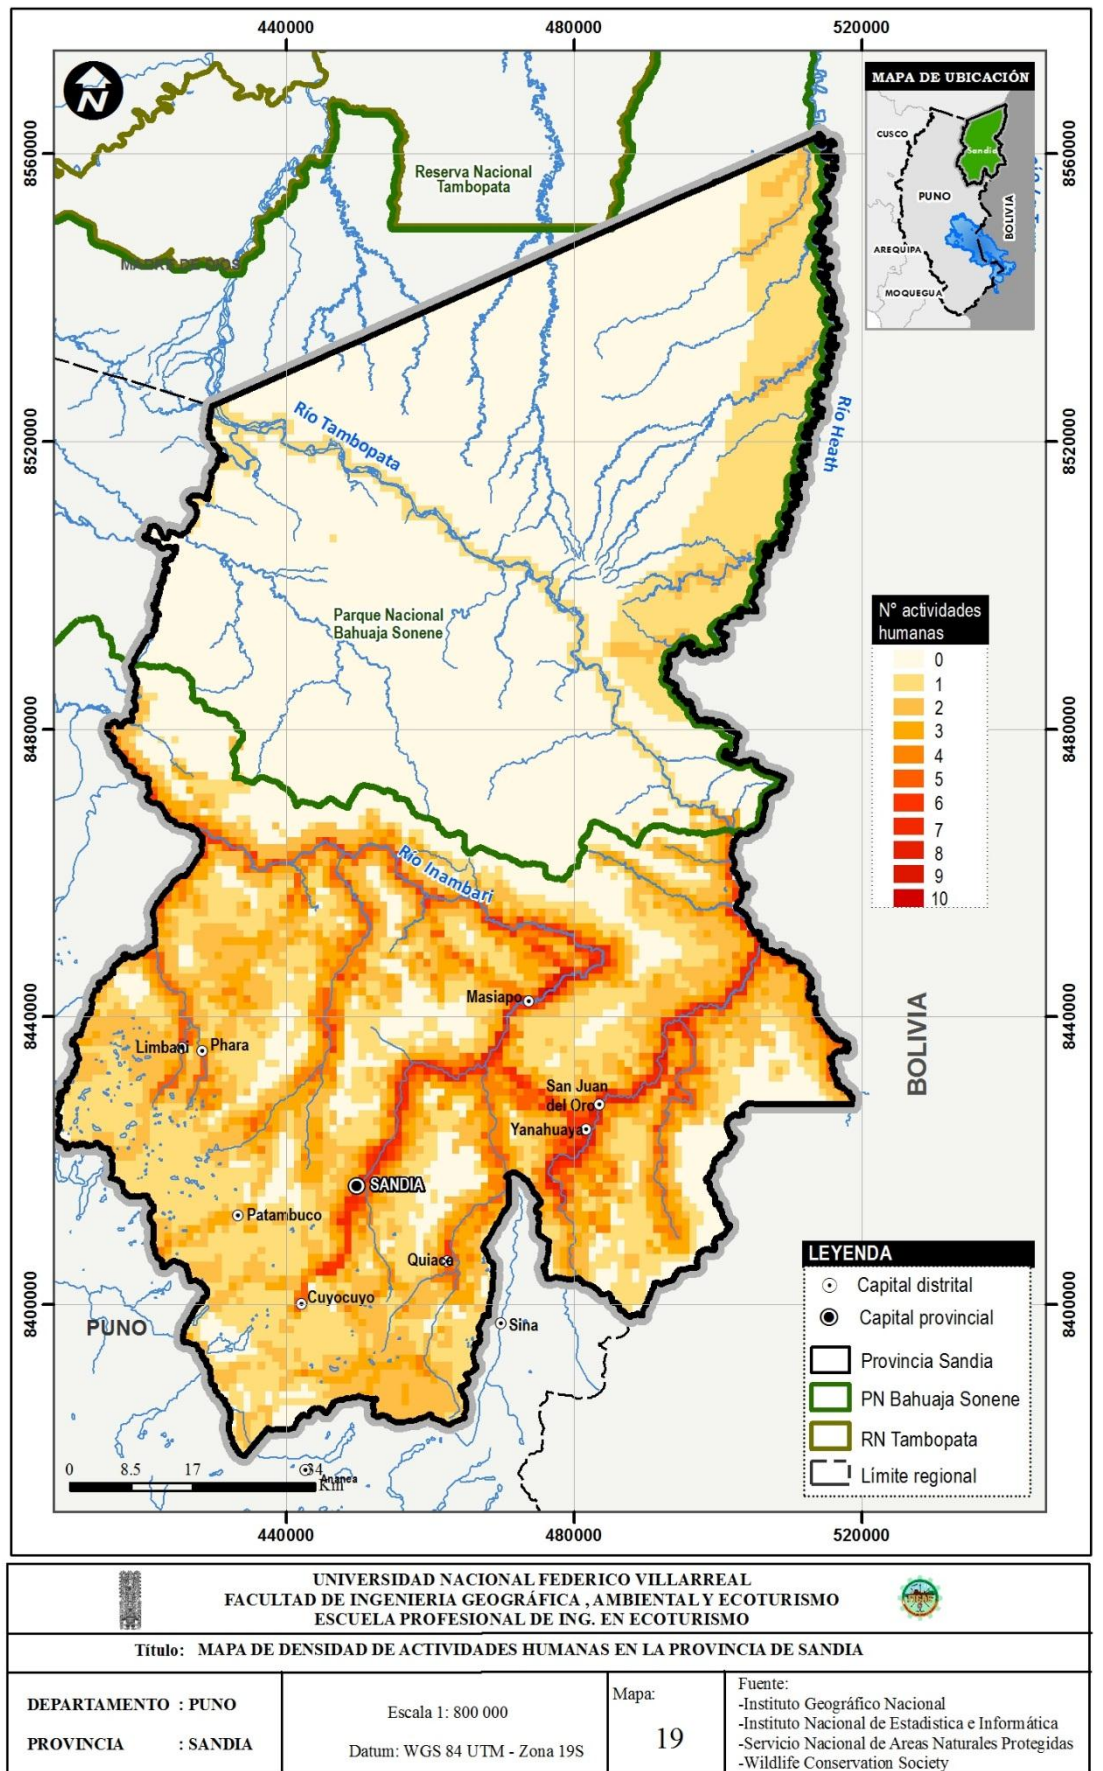 440000
480000
520000
MAPA DE UBICACIÓN
CUSCO
Sandia
PUNO
BOLIVIA
AREQUIPA
MOQUEGUA
8560000
8560000
Reserva Nacional
Tambopata
Río Tambopata
Río Heath
8520000
8520000
Parque Nacional
Bahuaja Sonene
N° actividades
humanas
0
1
2
3
4
5
6
7
8
9
10
8480000
8480000
Río Inambari
Masiapo
8440000
8440000
BOLIVIA
Limbani
Phara
San Juan
del Oro
Yanahuaya
SANDIA
Patambuco
Quiaca
Cuyocuyo
Sina
8400000
8400000
PUNO
LEYENDA
Capital distrital
Capital provincial
Provincia Sandia
PN Bahuaja Sonene
RN Tambopata
Límite regional
0
8.5
17
34
Km
Ananea
440000
480000
520000
UNIVERSIDAD NACIONAL FEDERICO VILLARREAL
FACULTAD DE INGENIERIA GEOGRÁFICA , AMBIENTAL Y ECOTURISMO
ESCUELA PROFESIONAL DE ING. EN ECOTURISMO
Título: MAPA DE DENSIDAD DE ACTIVIDADES HUMANAS EN LA PROVINCIA DE SANDIA
DEPARTAMENTO : PUNO
PROVINCIA : SANDIA
Escala 1: 800 000
Datum: WGS 84 UTM - Zona 19S
Mapa:
19
Fuente:
-Instituto Geográfico Nacional
-Instituto Nacional de Estadistica e Informática
-Servicio Nacional de Areas Naturales Protegidas
-Wildlife Conservation Society